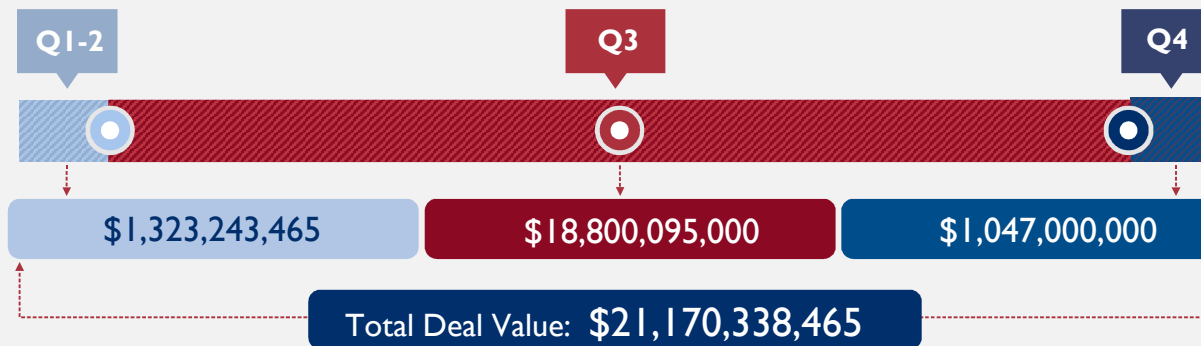 Q1-2
Q3
Q4
$1,323,243,465
$18,800,095,000
$1,047,000,000
Total Deal Value: $21,170,338,465